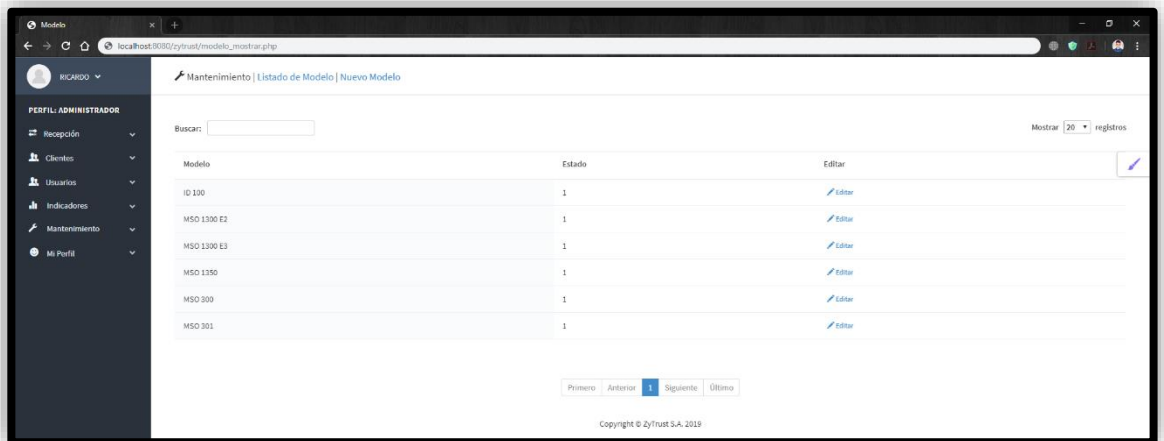 Modelo
localhost:8080/zytrust/modelo_mostrar.php
RICARDO
Mantenimiento | Listado de Modelo | Nuevo Modelo
PERFIL: ADMINISTRADOR
Recepción
Clientes
Usuarios
Indicadores
Mantenimiento
Mi Perfil
Buscar:
Mostrar 20 registros
Modelo Estado Editar
ID 100 1 Editar
MSO 1300 E2 1 Editar
MSO 1300 E3 1 Editar
MSO 1350 1 Editar
MSO 300 1 Editar
MSO 301 1 Editar
Primero Anterior 1 Siguiente Último
Copyright © ZyTrust S.A. 2019